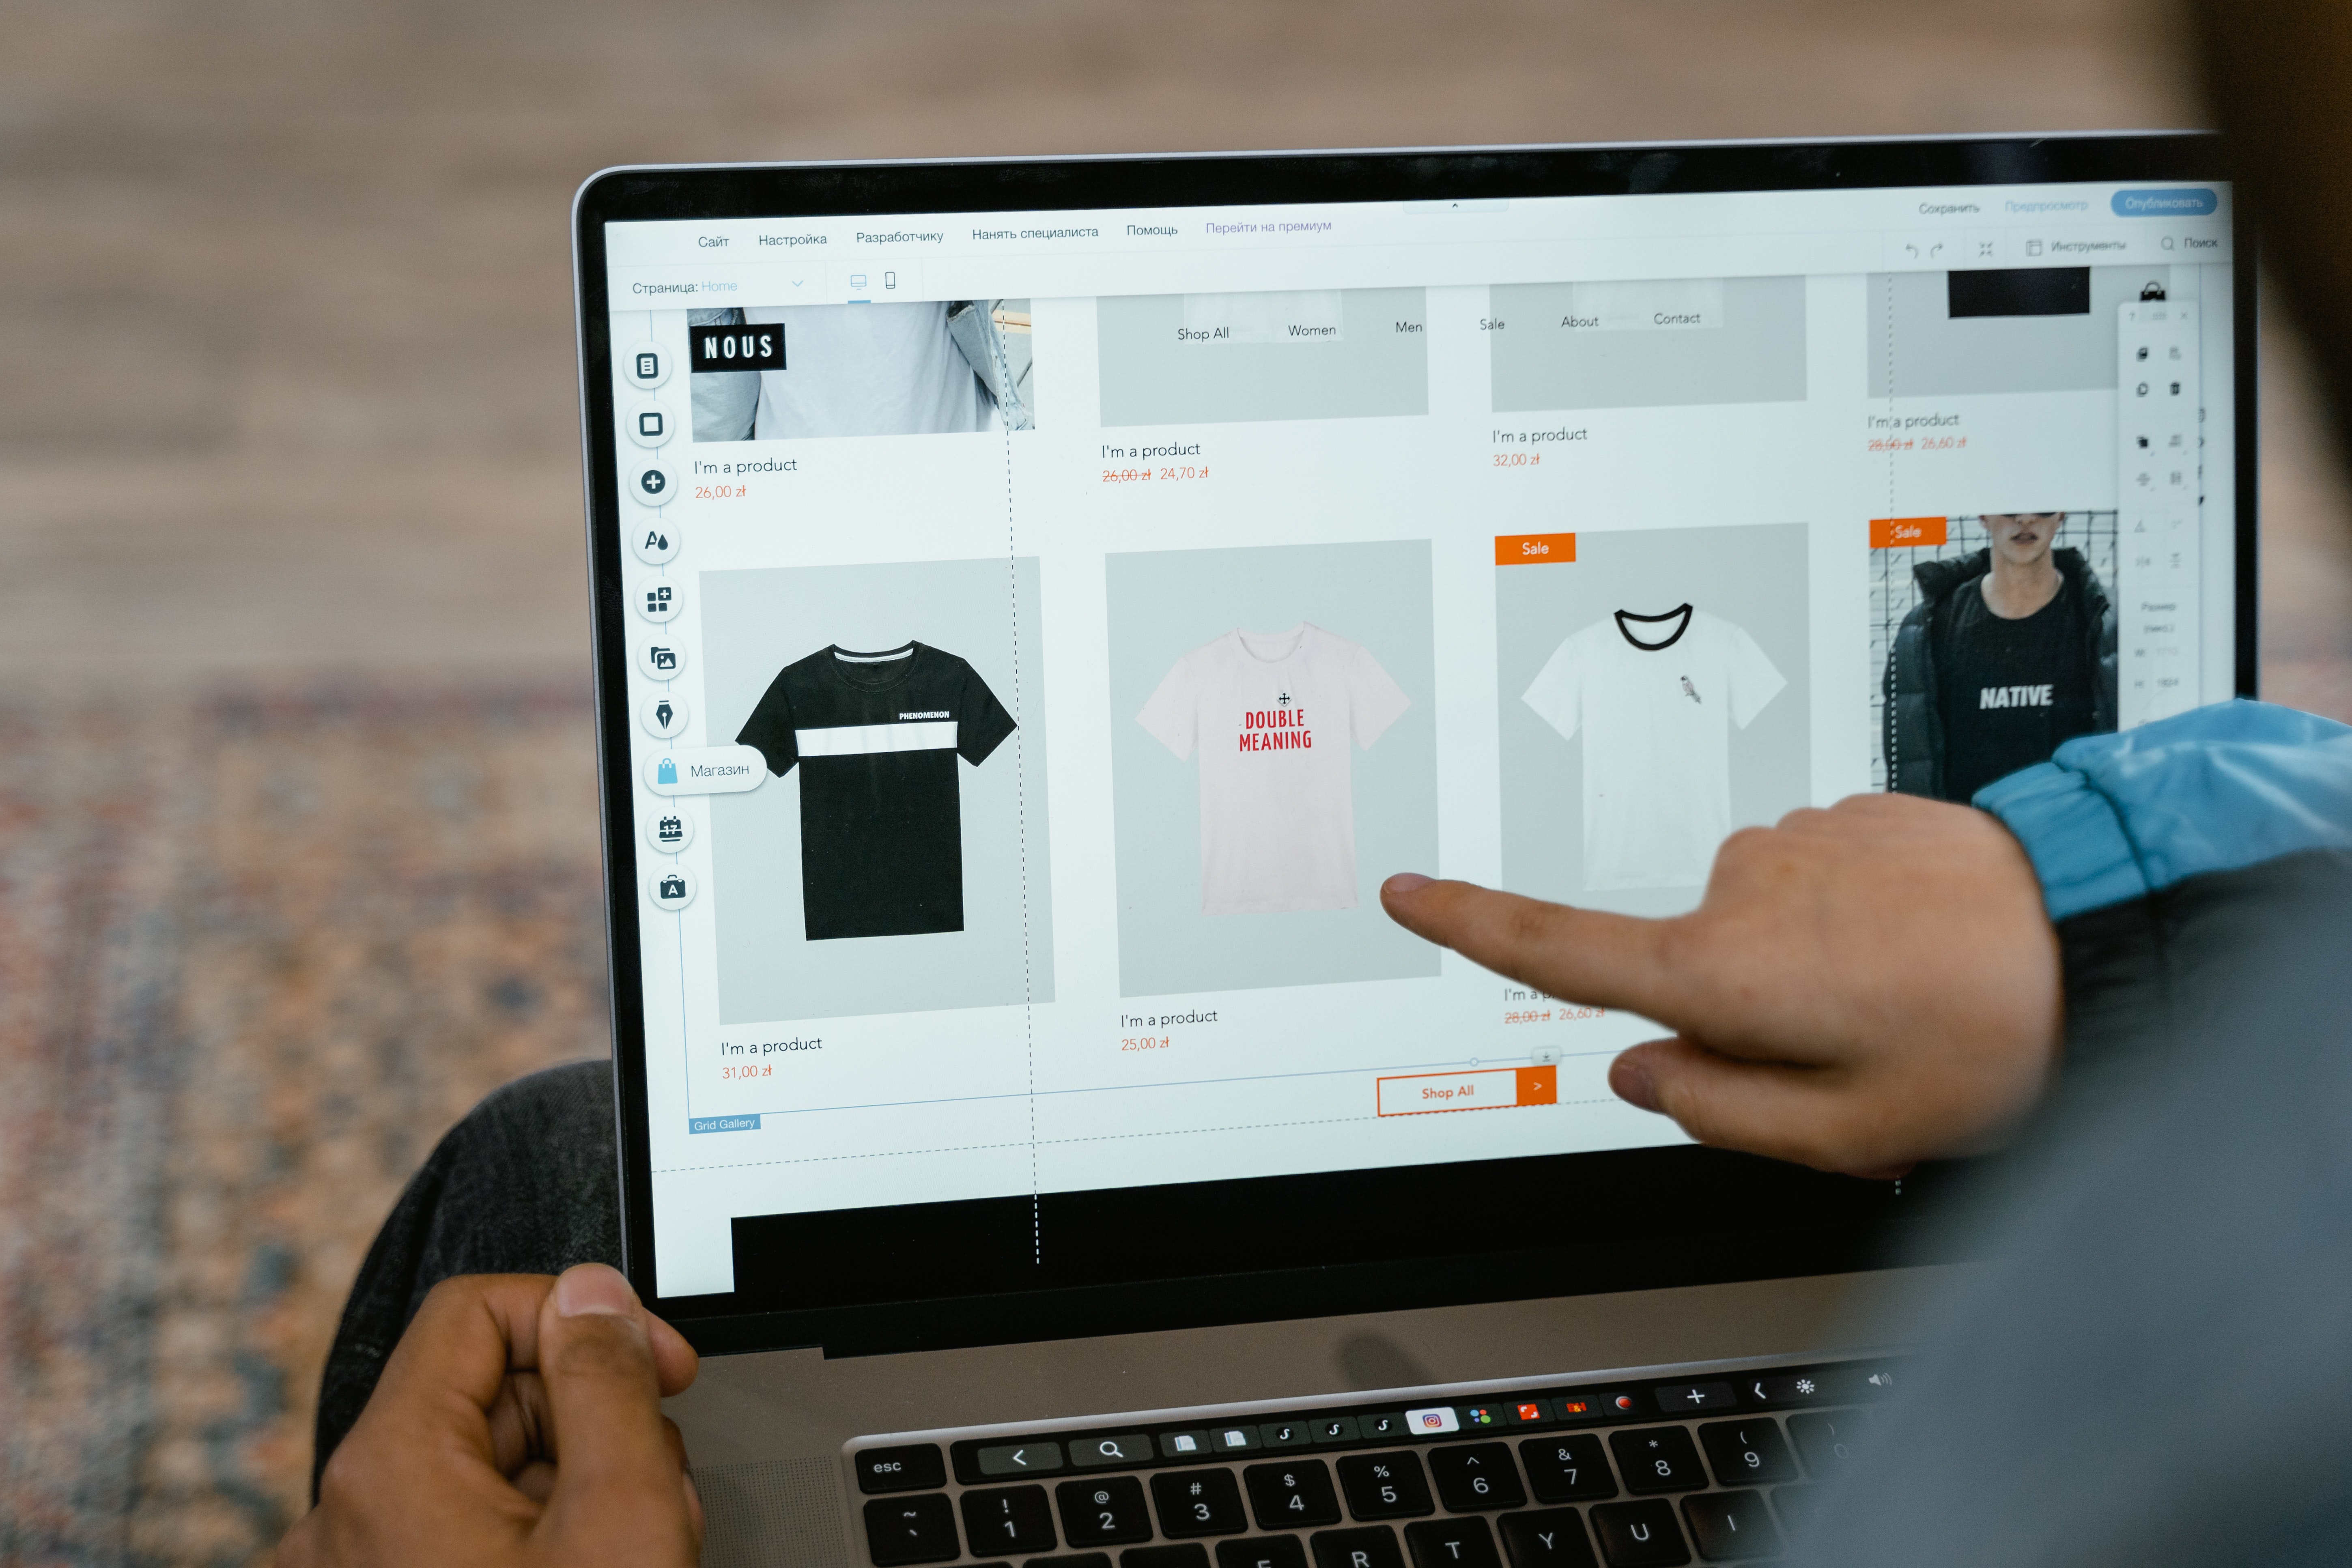 Сайт Настройка Разработчику Нанять специалиста Помощь Перейти на премиум Сохранить Предпросмотр Опубликовать
Страница: Home Инструменты Поиск
NOUS
Shop All Women Men Sale About Contact
I'm a product
26,00 zł
I'm a product
26,00 zł 24,70 zł
I'm a product
32,00 zł
I'm a product
28,00 zł 26,60 zł
Магазин
PHENOMENON
DOUBLE
MEANING
Sale
Sale
NATIVE
Размер
I'm a product
31,00 zł
I'm a product
25,00 zł
I'm a
28,00 zł 26,60 zł
Grid Gallery
Shop All >
esc
~ ! @ # $ % ^ & * (
` 1 2 3 4 5 6 7 8 9
R T Y U I